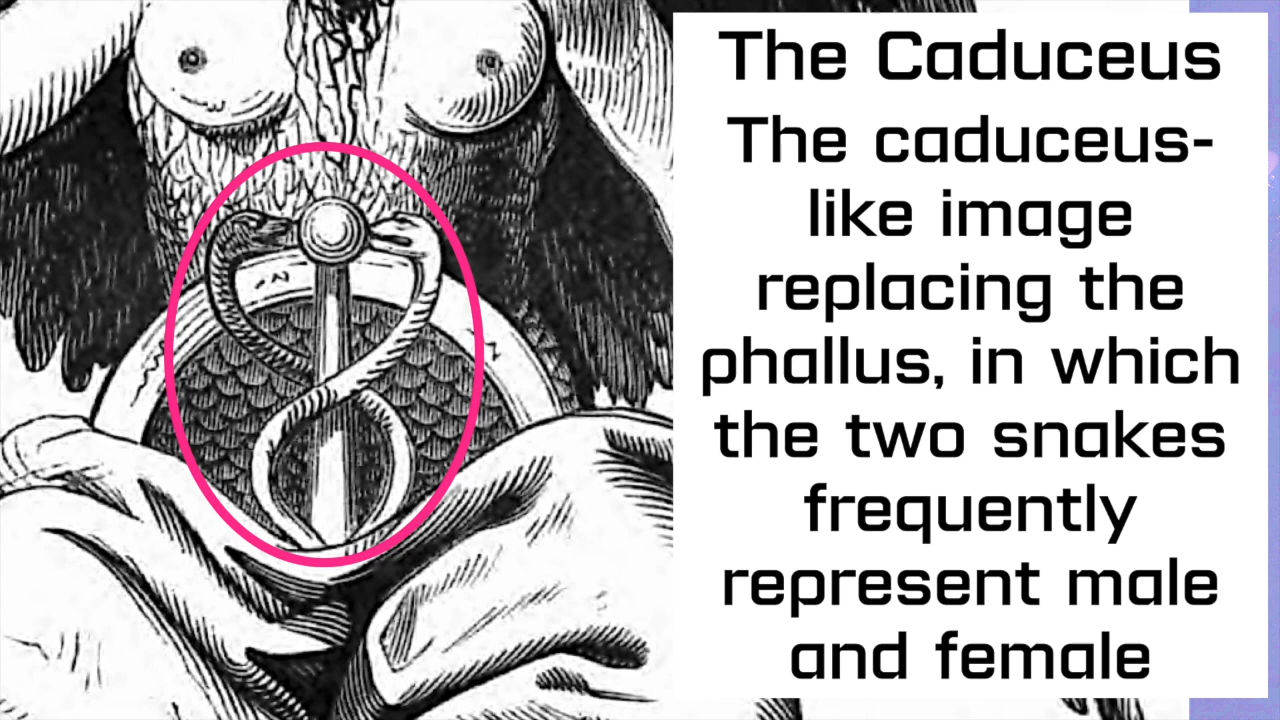 The Caduceus
The caduceus-
like image
replacing the
phallus, in which
the two snakes
frequently
represent male
and female